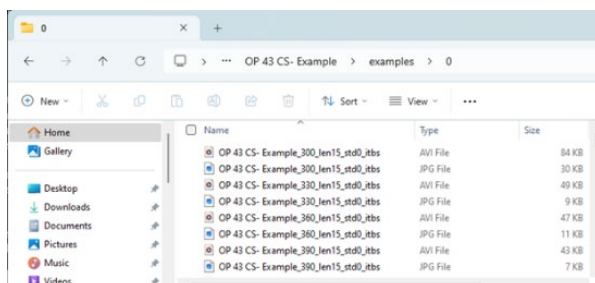 0
OP 43 CS- Example > examples > 0
New Sort View ...
Name Type Size
Home
Gallery
Desktop
Downloads
Documents
Pictures
Music
Videos
OP 43 CS- Example_300_len15_std0_itbs AVI File 84 KB
OP 43 CS- Example_300_len15_std0_itbs JPG File 30 KB
OP 43 CS- Example_330_len15_std0_itbs AVI File 49 KB
OP 43 CS- Example_330_len15_std0_itbs JPG File 9 KB
OP 43 CS- Example_360_len15_std0_itbs AVI File 47 KB
OP 43 CS- Example_360_len15_std0_itbs JPG File 11 KB
OP 43 CS- Example_390_len15_std0_itbs AVI File 43 KB
OP 43 CS- Example_390_len15_std0_itbs JPG File 7 KB